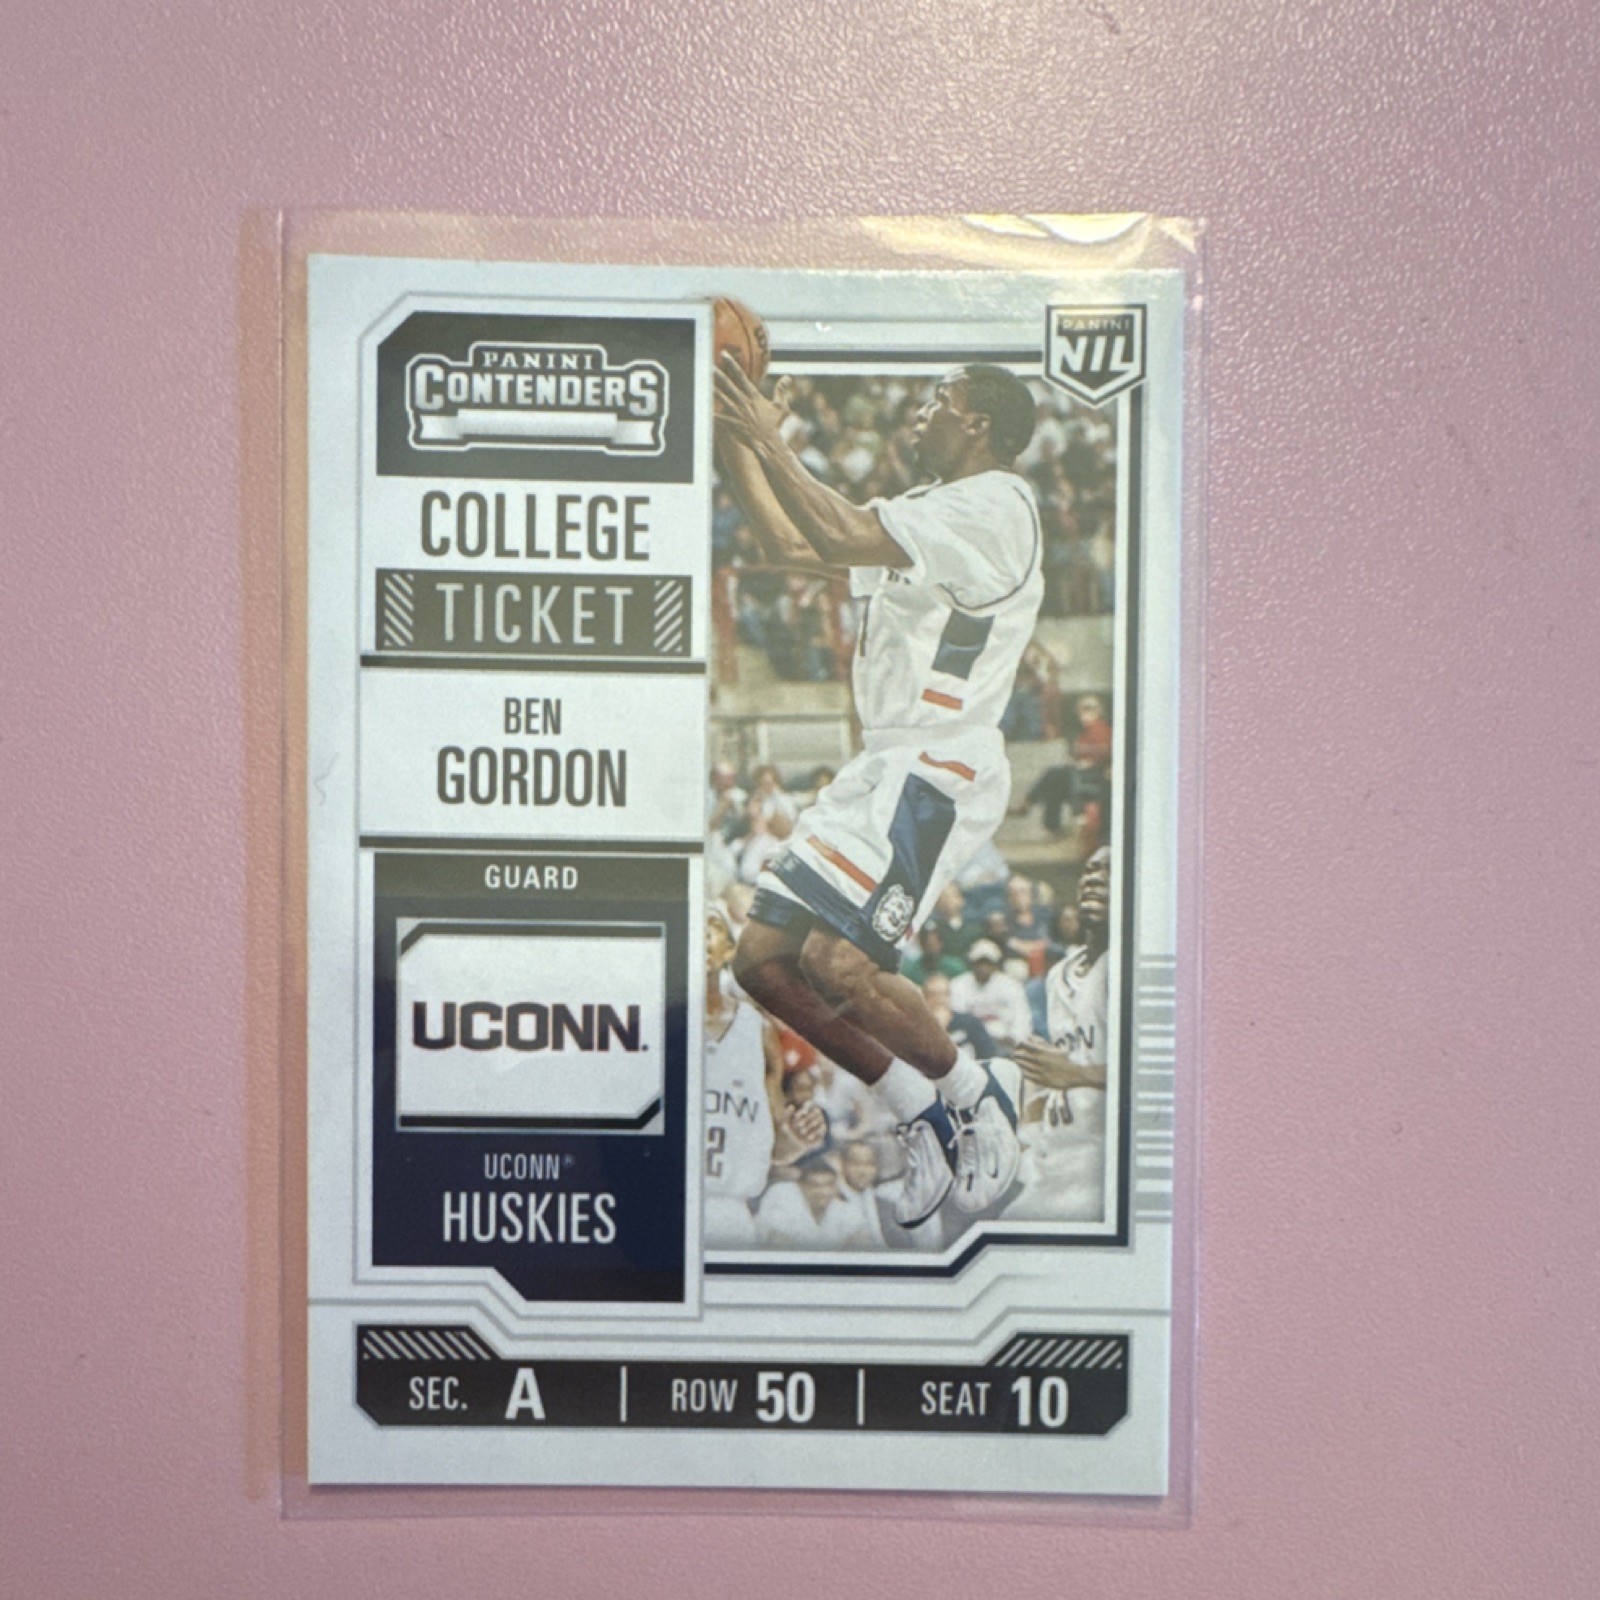 PANINI
CONTENDERS
PANINI
NIL
COLLEGE
TICKET
BEN
GORDON
GUARD
UCONN.
UCONN®
HUSKIES
SEC. A | ROW 50 | SEAT 10